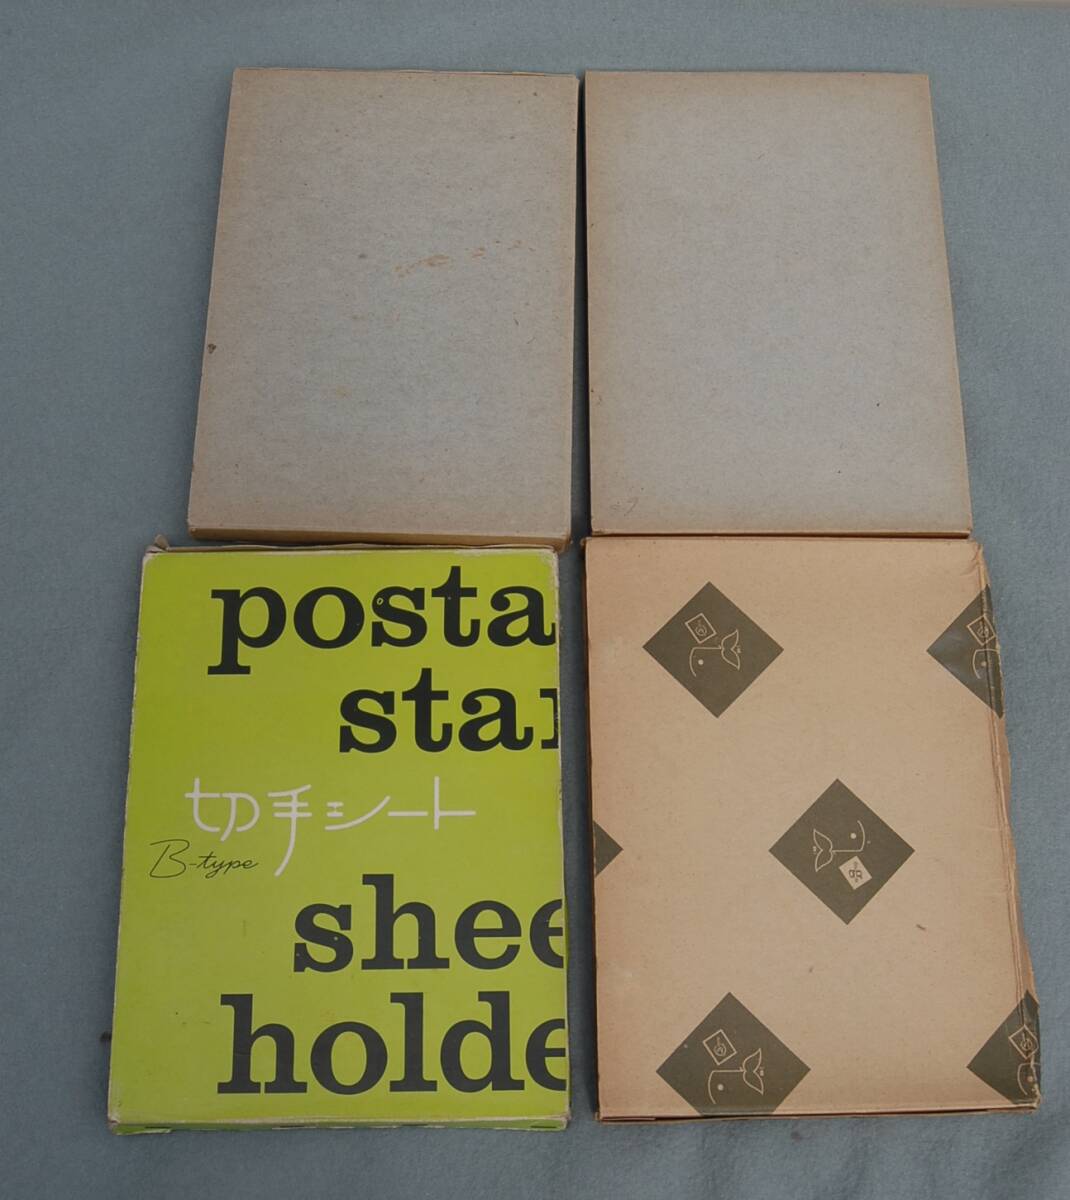 posta
sta
切手シート
B-type
shee
holde